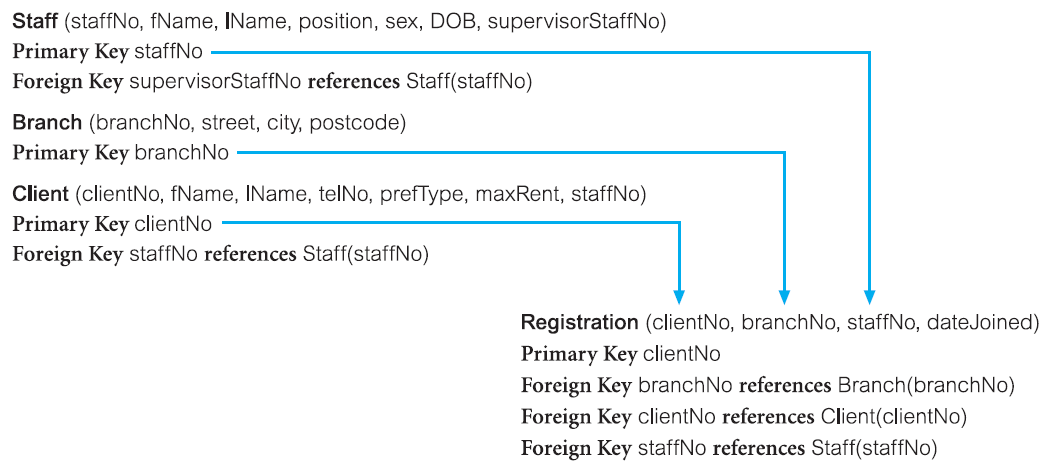 Staff (staffNo, fName, lName, position, sex, DOB, supervisorStaffNo)
Primary Key staffNo
Foreign Key supervisorStaffNo references Staff(staffNo)
Branch (branchNo, street, city, postcode)
Primary Key branchNo
Client (clientNo, fName, lName, telNo, prefType, maxRent, staffNo)
Primary Key clientNo
Foreign Key staffNo references Staff(staffNo)
Registration (clientNo, branchNo, staffNo, dateJoined)
Primary Key clientNo
Foreign Key branchNo references Branch(branchNo)
Foreign Key clientNo references Client(clientNo)
Foreign Key staffNo references Staff(staffNo)